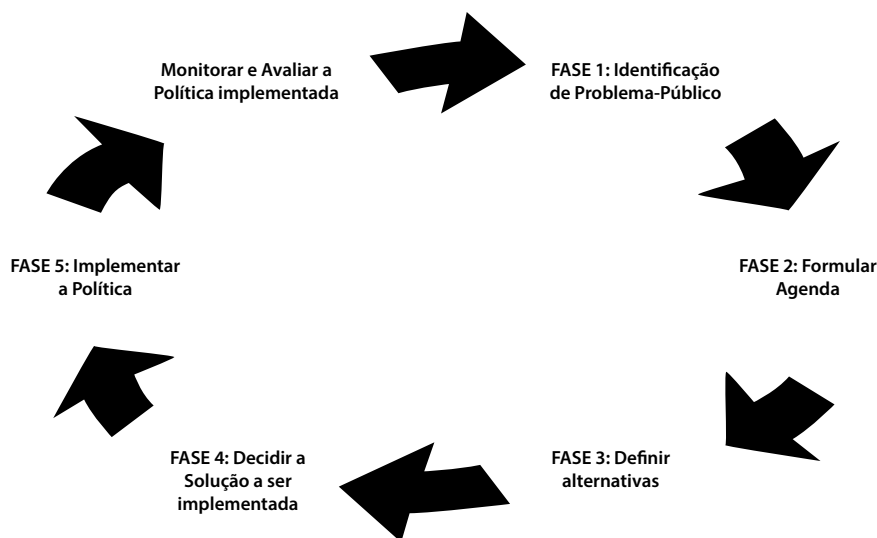 Monitorar e Avaliar a
Política implementada
FASE 1: Identificação
de Problema-Público
FASE 2: Formular
Agenda
FASE 3: Definir
alternativas
FASE 4: Decidir a
Solução a ser
implementada
FASE 5: Implementar
a Política